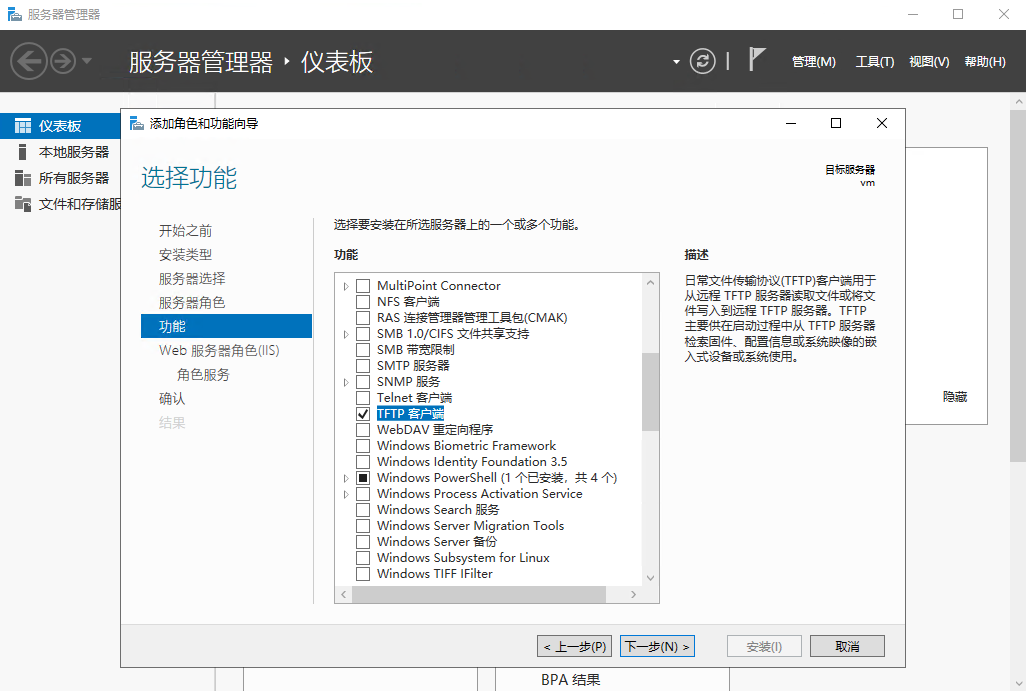 服务器管理器
服务器管理器 ‣ 仪表板
管理(M) 工具(T) 视图(V) 帮助(H)
仪表板
本地服务器
所有服务器
文件和存储服
添加角色和功能向导
选择功能
目标服务器
vm
开始之前
安装类型
服务器选择
服务器角色
功能
Web 服务器角色(IIS)
角色服务
确认
结果
选择要安装在所选服务器上的一个或多个功能。
功能
MultiPoint Connector
NFS 客户端
RAS 连接管理器管理工具包(CMAK)
SMB 1.0/CIFS 文件共享支持
SMB 带宽限制
SMTP 服务器
SNMP 服务
Telnet 客户端
TFTP 客户端
WebDAV 重定向程序
Windows Biometric Framework
Windows Identity Foundation 3.5
Windows PowerShell (1 个已安装，共 4 个)
Windows Process Activation Service
Windows Search 服务
Windows Server Migration Tools
Windows Server 备份
Windows Subsystem for Linux
Windows TIFF IFilter
描述
日常文件传输协议(TFTP)客户端用于
从远程 TFTP 服务器读取文件或将文
件写入到远程 TFTP 服务器。TFTP
主要供在启动过程中从 TFTP 服务器
检索固件、配置信息或系统映像的嵌
入式设备或系统使用。
隐藏
< 上一步(P) 下一步(N) > 安装(I) 取消
BPA 结果